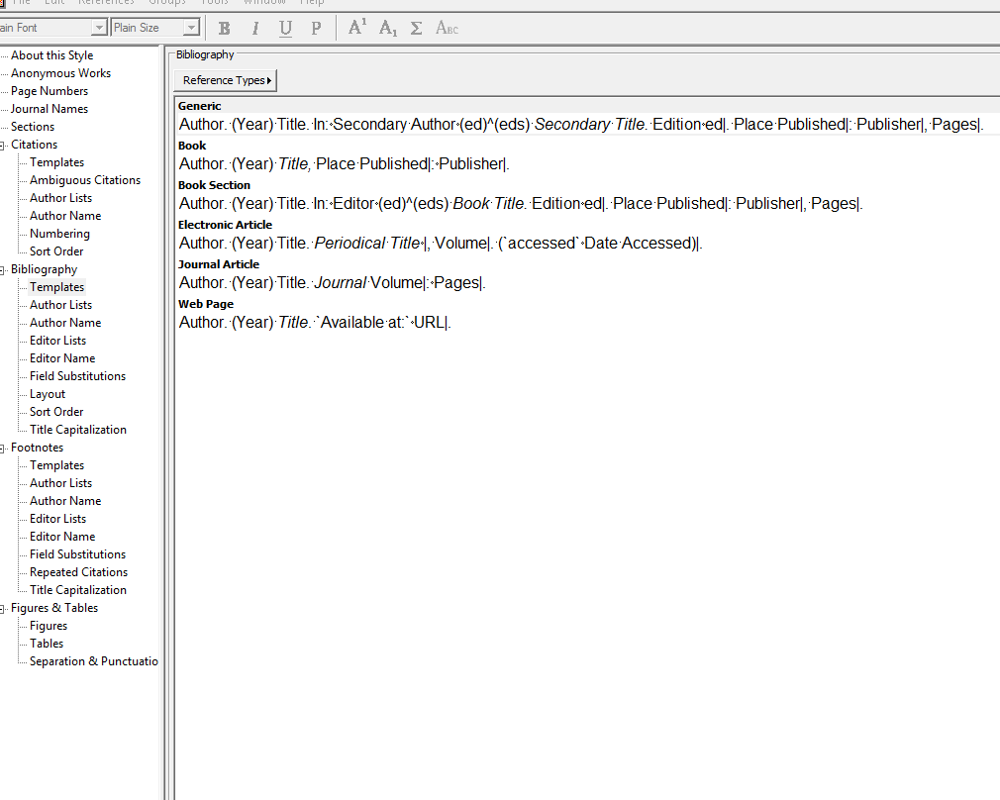 File Edit References Groups Tools Window Help
ain Font Plain Size B I U P A1 A1 Σ ABC
About this Style
Anonymous Works
Page Numbers
Journal Names
Sections
Citations
Templates
Ambiguous Citations
Author Lists
Author Name
Numbering
Sort Order
Bibliography
Templates
Author Lists
Author Name
Editor Lists
Editor Name
Field Substitutions
Layout
Sort Order
Title Capitalization
Footnotes
Templates
Author Lists
Author Name
Editor Lists
Editor Name
Field Substitutions
Repeated Citations
Title Capitalization
Figures & Tables
Figures
Tables
Separation & Punctuatio
Bibliography
Reference Types
Generic
Author.·(Year)·Title.·In:·Secondary·Author·(ed)^(eds)·Secondary·Title.·Edition·ed|.·Place·Published|:·Publisher|,·Pages|.
Book
Author.·(Year)·Title,·Place·Published|:·Publisher|.
Book Section
Author.·(Year)·Title.·In:·Editor·(ed)^(eds)·Book·Title.·Edition·ed|.·Place·Published|:·Publisher|,·Pages|.
Electronic Article
Author.·(Year)·Title.·Periodical·Title·|,·Volume|.·(`accessed`·Date·Accessed)|.
Journal Article
Author.·(Year)·Title.·Journal·Volume|:·Pages|.
Web Page
Author.·(Year)·Title.·`Available·at:`·URL|.